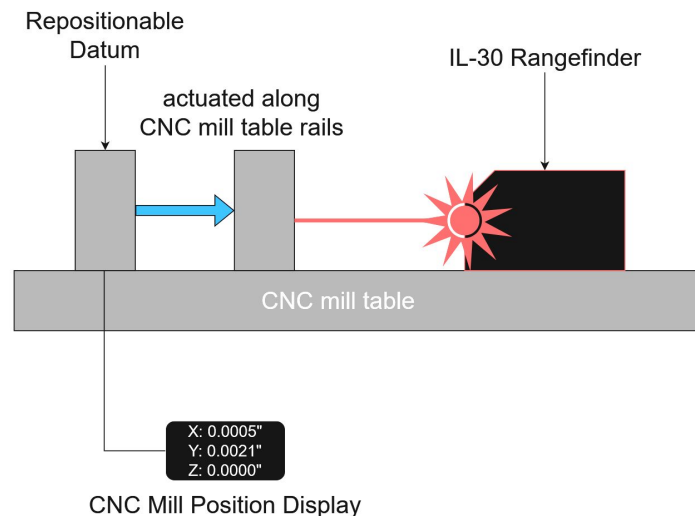 Repositionable
Datum
IL-30 Rangefinder
actuated along
CNC mill table rails
CNC mill table
X: 0.0005"
Y: 0.0021"
Z: 0.0000"
CNC Mill Position Display